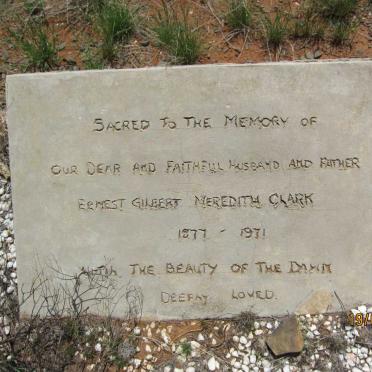 SACRED TO THE MEMORY OF
OUR DEAR AND FAITHFUL HUSBAND AND FATHER
ERNEST GILBERT MEREDITH CLARK
1877 - 1971
WITH THE BEAUTY OF THE DAWN
DEEPLY LOVED.